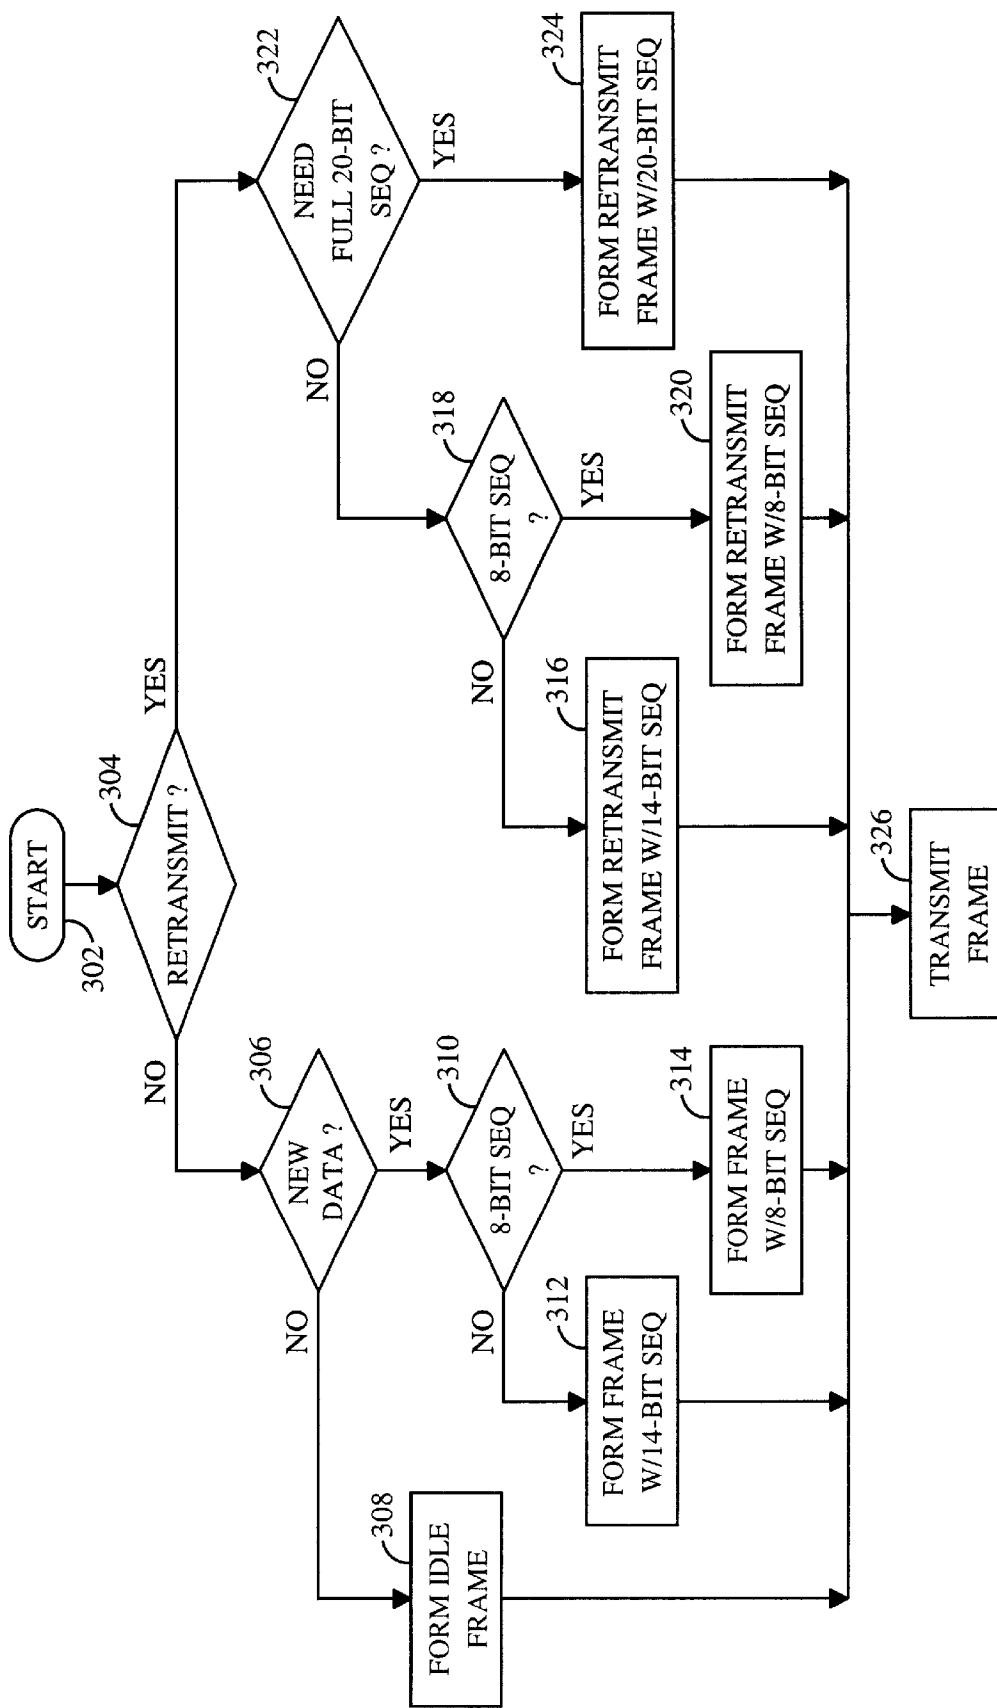 START
302
304
RETRANSMIT ?
NO
YES
306
NEW
DATA ?
NO
YES
322
NEED
FULL 20-BIT
SEQ ?
NO
YES
308
FORM IDLE
FRAME
310
8-BIT SEQ
?
NO
YES
318
8-BIT SEQ
?
NO
YES
312
FORM FRAME
W/14-BIT SEQ
314
FORM FRAME
W/8-BIT SEQ
316
FORM RETRANSMIT
FRAME W/14-BIT SEQ
320
FORM RETRANSMIT
FRAME W/8-BIT SEQ
324
FORM RETRANSMIT
FRAME W/20-BIT SEQ
326
TRANSMIT
FRAME